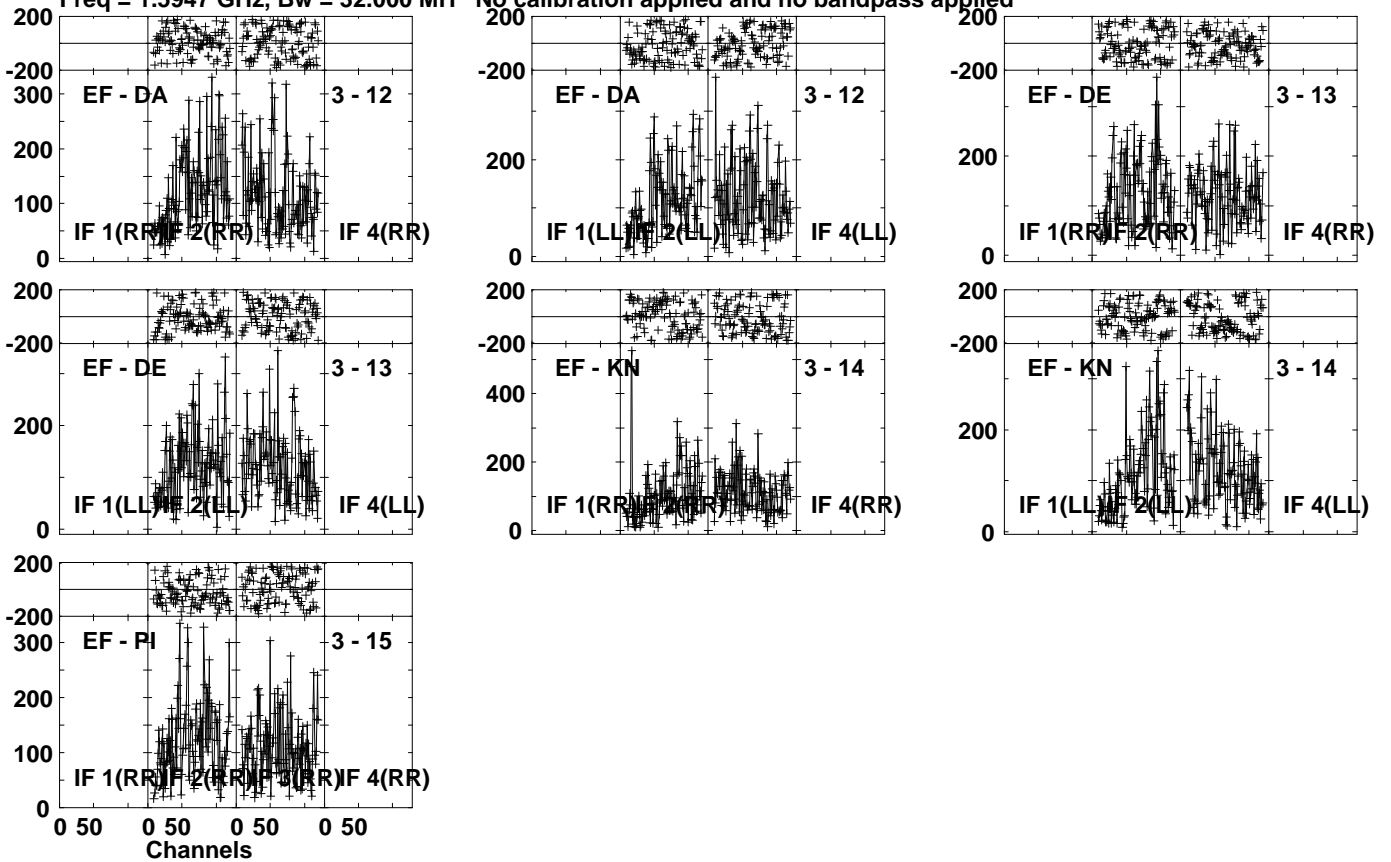 Freq = 1.5947 GHz, Bw = 32.000 MH No calibration applied and no bandpass applied
200 200 200
-200 -200 -200
300 EF - DA 3 - 12 EF - DA 3 - 12 EF - DE 3 - 13
200 200 200
100
IF 1(RR) IF 2(RR) IF 4(RR) IF 1(LL) IF 2(LL) IF 4(LL) IF 1(RR) IF 2(RR) IF 4(RR)
0 0 0
200 200 200
-200 -200 -200
EF - DE 3 - 13 EF - KN 3 - 14 EF - KN 3 - 14
400
200 200 200
IF 1(LL) IF 2(LL) IF 4(LL) IF 1(RR) IF 2(RR) IF 4(RR) IF 1(LL) IF 2(LL) IF 4(LL)
0 0 0
200
-200
300 EF - PI 3 - 15
200
100
IF 1(RR) IF 2(RR) IF 3(RR) IF 4(RR)
0
0 50 0 50 0 50 0 50
Channels